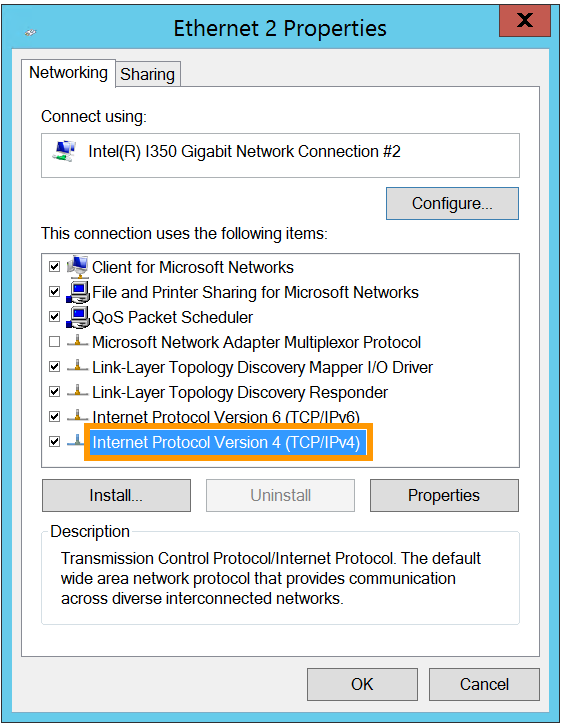 Ethernet 2 Properties
X
Networking
Sharing
Connect using:
Intel(R) I350 Gigabit Network Connection #2
Configure...
This connection uses the following items:
Client for Microsoft Networks
File and Printer Sharing for Microsoft Networks
QoS Packet Scheduler
Microsoft Network Adapter Multiplexor Protocol
Link-Layer Topology Discovery Mapper I/O Driver
Link-Layer Topology Discovery Responder
Internet Protocol Version 6 (TCP/IPv6)
Internet Protocol Version 4 (TCP/IPv4)
Install...
Uninstall
Properties
Description
Transmission Control Protocol/Internet Protocol. The default
wide area network protocol that provides communication
across diverse interconnected networks.
OK
Cancel